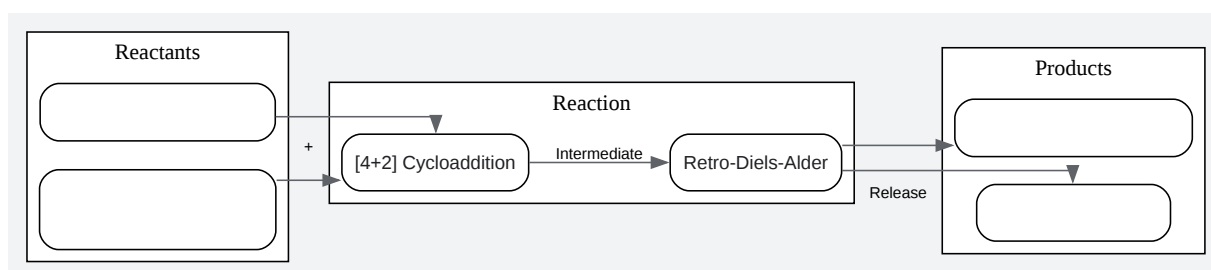 Reactants
+
Reaction
[4+2] Cycloaddition
Intermediate
Retro-Diels-Alder
Release
Products